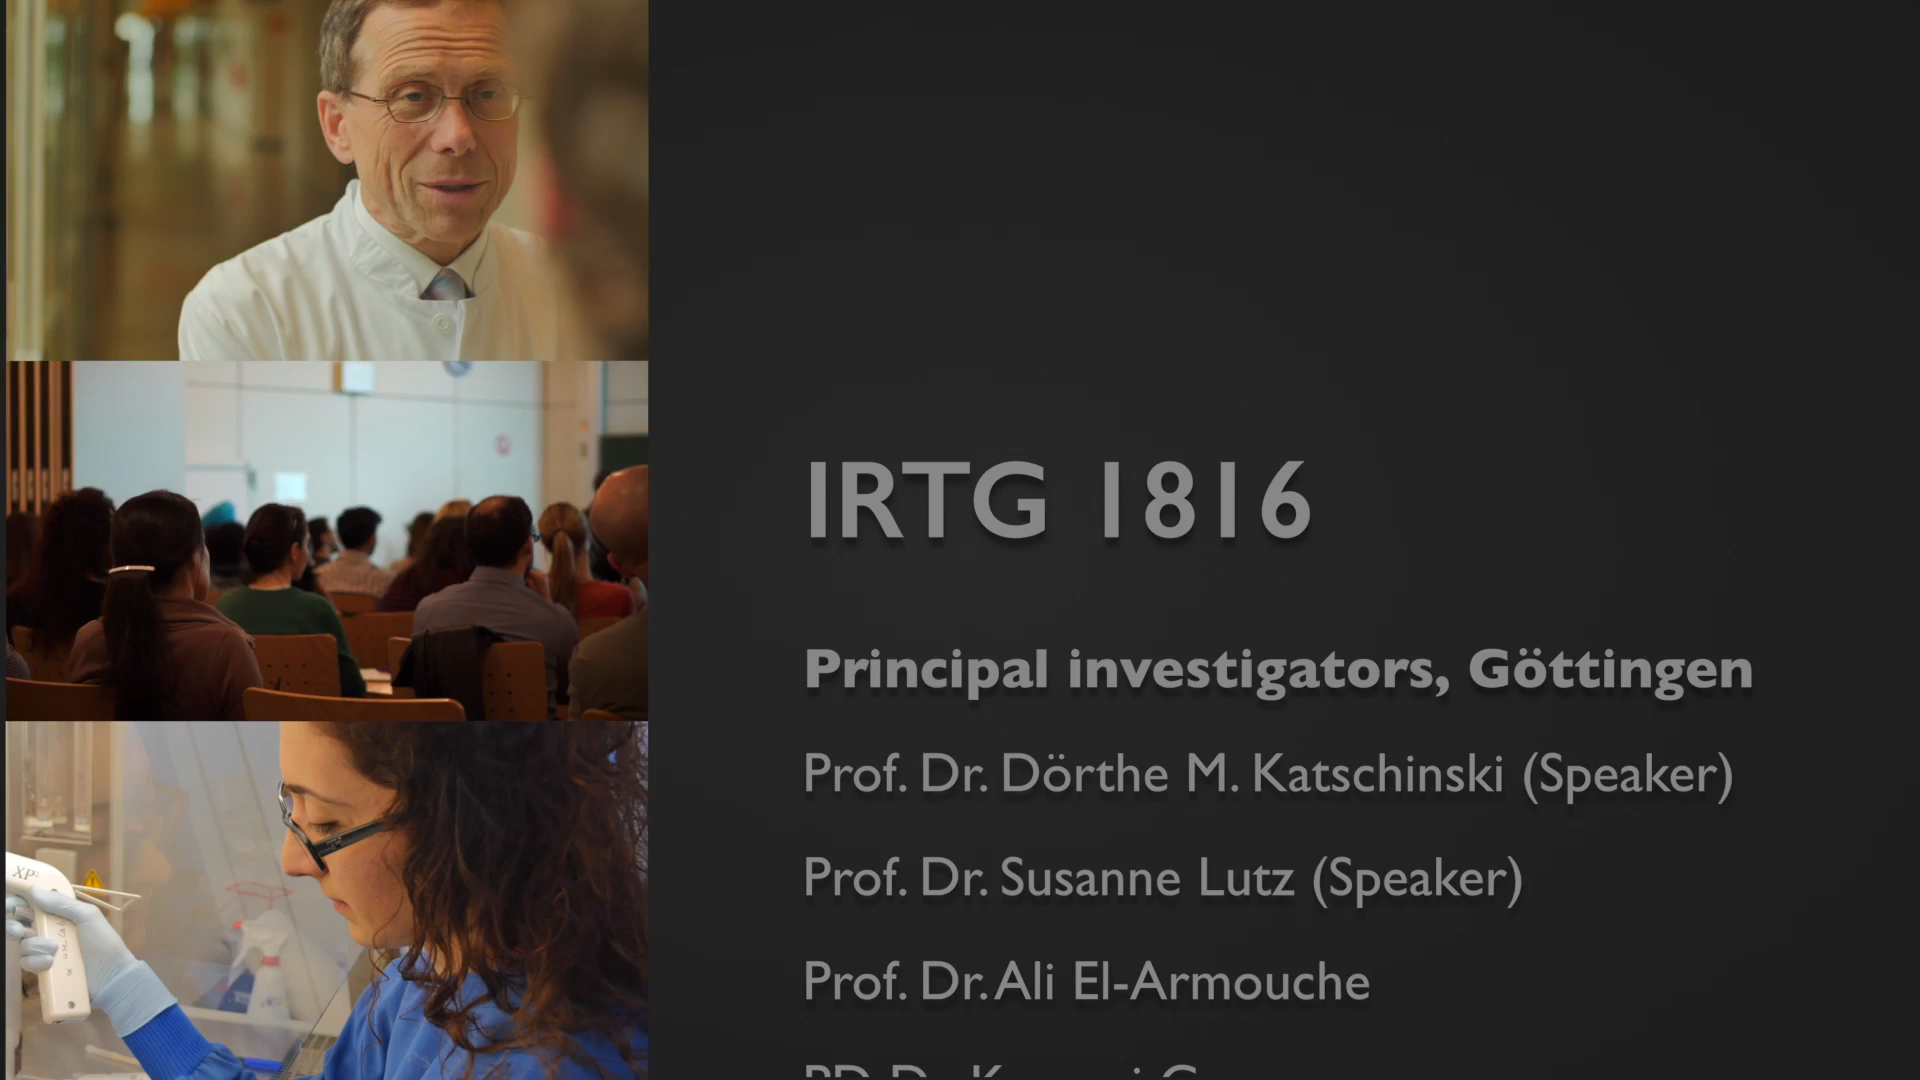 IRTG 1816
Principal investigators, Göttingen
Prof. Dr. Dörthe M. Katschinski (Speaker)
Prof. Dr. Susanne Lutz (Speaker)
Prof. Dr. Ali El-Armouche
XP